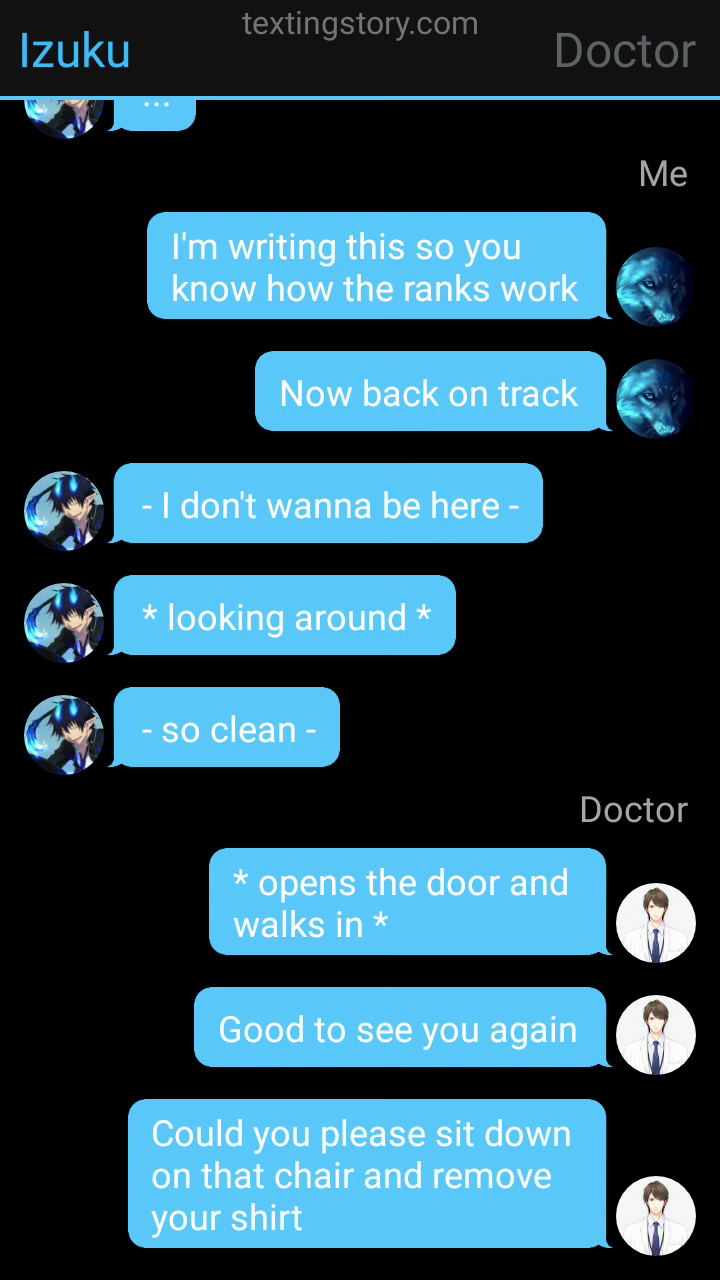 textingstory.com
Izuku
Doctor
...
Me
I'm writing this so you
know how the ranks work
Now back on track
- I don't wanna be here -
* looking around *
- so clean -
Doctor
* opens the door and
walks in *
Good to see you again
Could you please sit down
on that chair and remove
your shirt